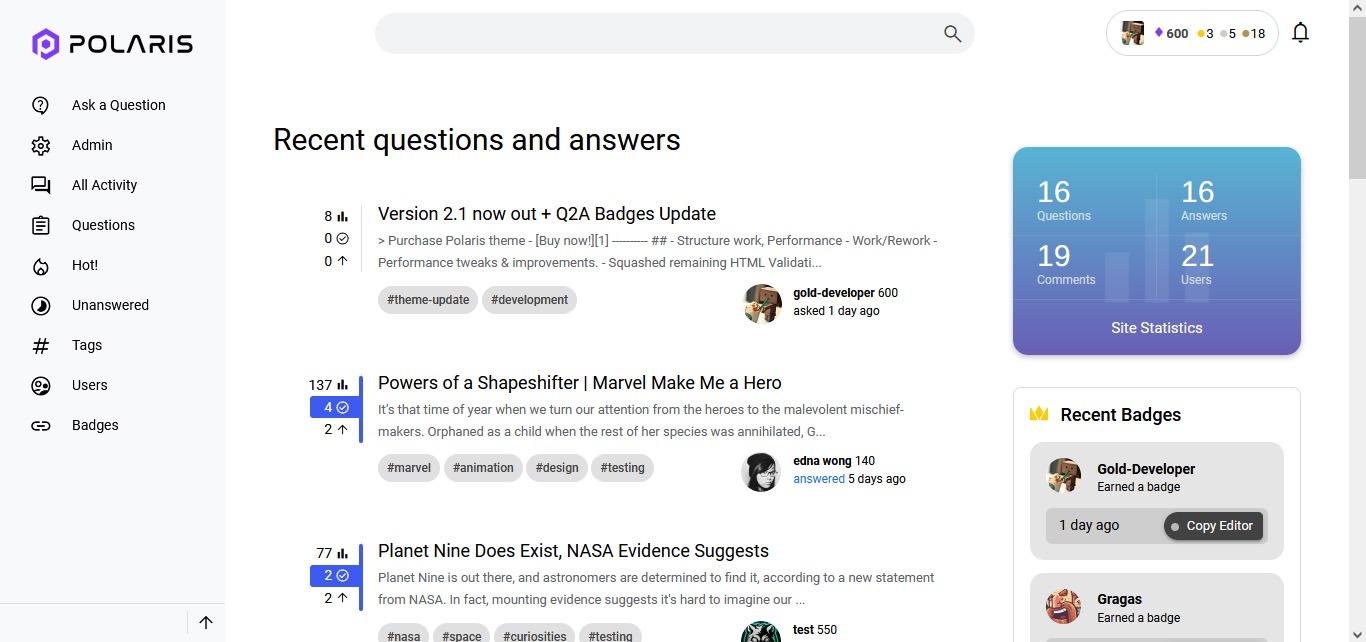 POLARIS
600 3 5 18
Ask a Question
Admin
All Activity
Questions
Hot!
Unanswered
Tags
Users
Badges
Recent questions and answers
8
0
0
Version 2.1 now out + Q2A Badges Update
> Purchase Polaris theme - [Buy now!][1] ---------- ## - Structure work, Performance - Work/Rework -
Performance tweaks & improvements. - Squashed remaining HTML Validati...
#theme-update #development
gold-developer 600
asked 1 day ago
137
4
2
Powers of a Shapeshifter | Marvel Make Me a Hero
It's that time of year when we turn our attention from the heroes to the malevolent mischief-
makers. Orphaned as a child when the rest of her species was annihilated, G...
#marvel #animation #design #testing
edna wong 140
answered 5 days ago
77
2
2
Planet Nine Does Exist, NASA Evidence Suggests
Planet Nine is out there, and astronomers are determined to find it, according to a new statement
from NASA. In fact, mounting evidence suggests it's hard to imagine our ...
#nasa #space #curiosities #testing
test 550
16 16
Questions Answers
19 21
Comments Users
Site Statistics
Recent Badges
Gold-Developer
Earned a badge
1 day ago Copy Editor
Gragas
Earned a badge